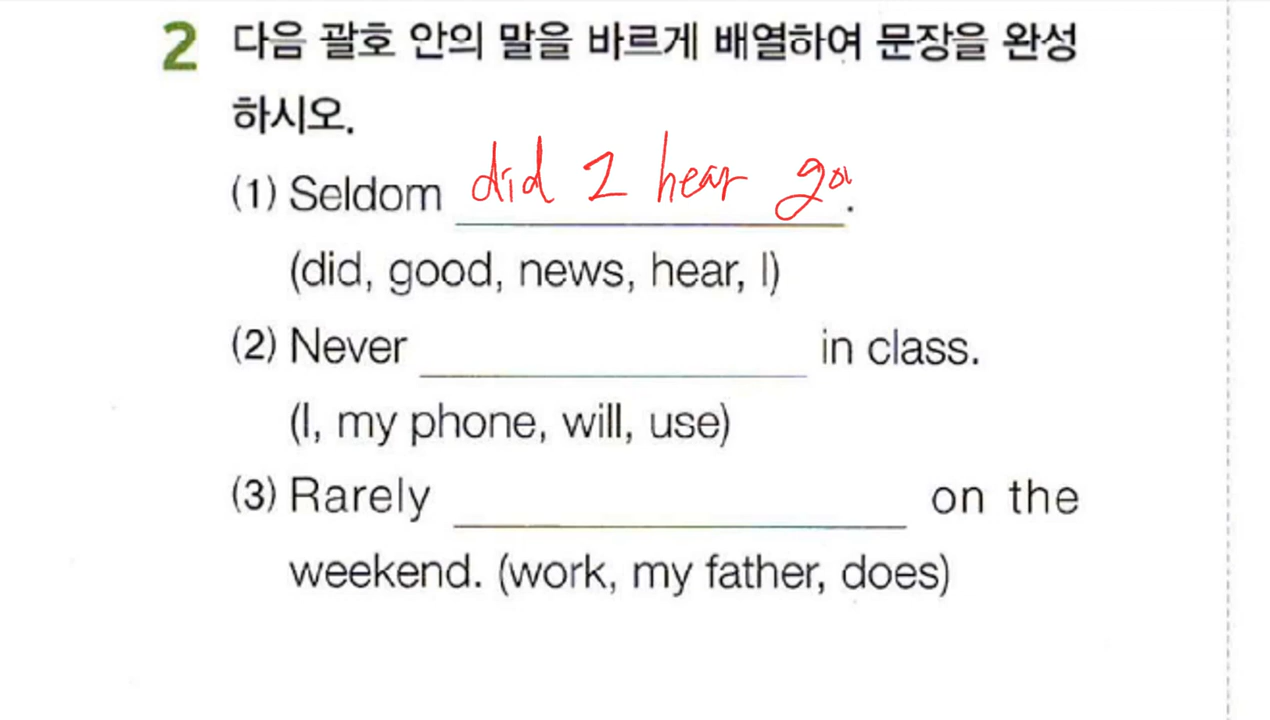 2 다음 괄호 안의 말을 바르게 배열하여 문장을 완성
하시오.
(1) Seldom did I hear go.
(did, good, news, hear, I)
(2) Never ____________ in class.
(I, my phone, will, use)
(3) Rarely ____________ on the
weekend. (work, my father, does)